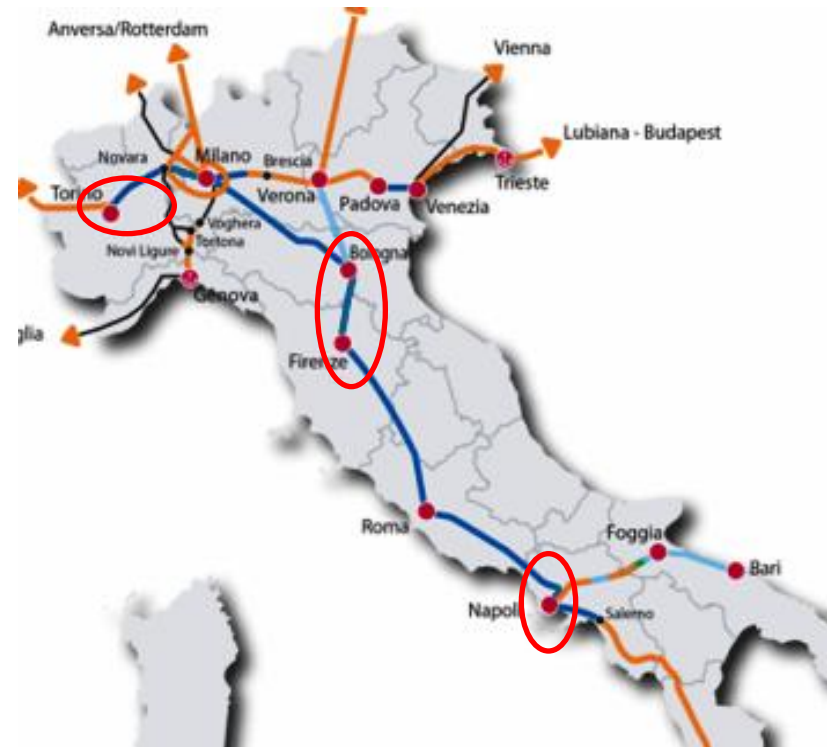 Anversa/Rotterdam
Vienna
Lubiana - Budapest
Novara
Milano
Brescia
Trieste
Torino
Verona
Padova
Venezia
Voghera
Tortona
Novi Ligure
Bologna
Genova
glia
Firenze
Roma
Foggia
Bari
Napoli
Salerno